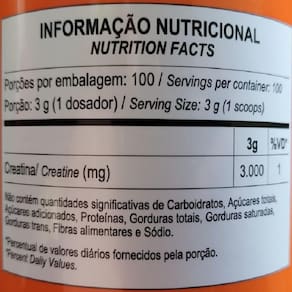 INFORMAÇÃO NUTRICIONAL
NUTRITION FACTS
Porções por embalagem: 100 / Servings per container: 100
Porção: 3 g (1 dosador) / Serving Size: 3 g (1 scoops)
3g %VD*
Creatina/ Creatine (mg) 3.000 1
Não contém quantidades significativas de Carboidratos, Açúcares totais,
Açúcares adicionados, Proteínas, Gorduras totais, Gorduras saturadas,
Gorduras trans, Fibras alimentares e Sódio.
*Percentual de valores diários fornecidos pela porção.
*Percent Daily Values.